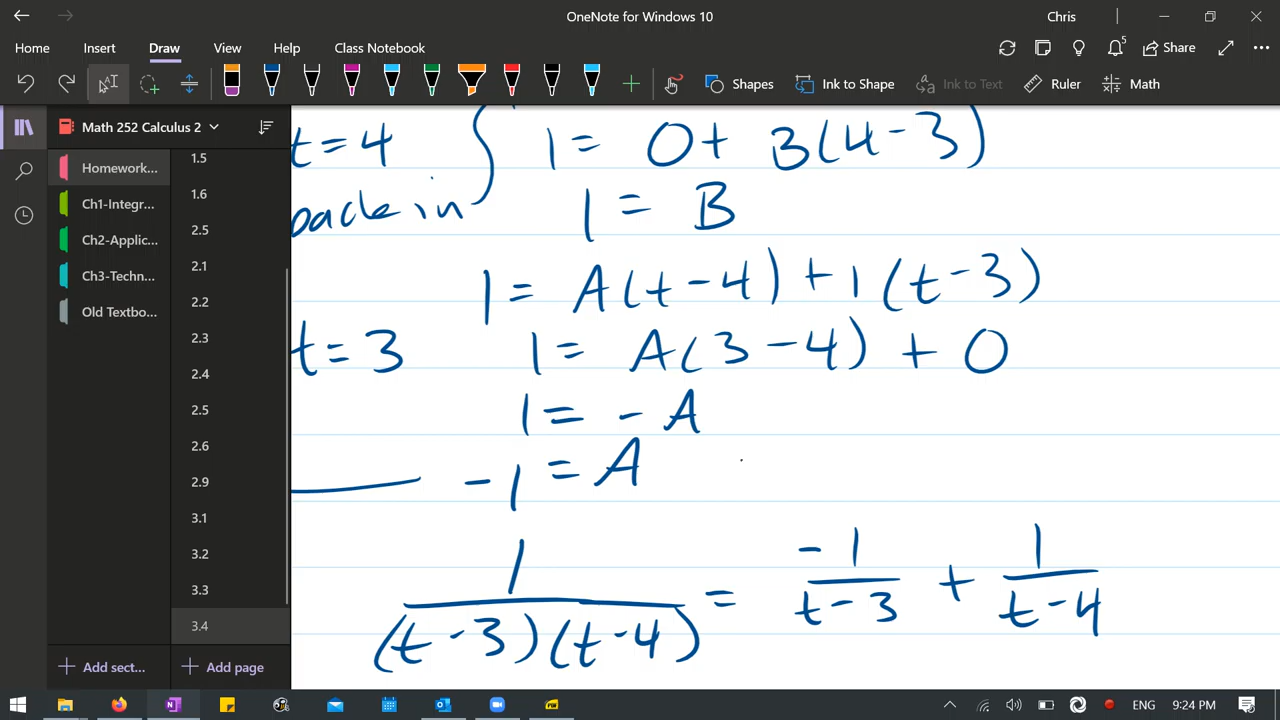 OneNote for Windows 10
Chris
Home Insert Draw View Help Class Notebook
5
Share
Shapes
Ink to Shape
Ink to Text
Ruler
Math
Math 252 Calculus 2
Homework...
Ch1-Integr...
Ch2-Applic...
Ch3-Techn...
Old Textbo...
1.5
1.6
2.5
2.1
2.2
2.3
2.4
2.5
2.6
2.9
3.1
3.2
3.3
3.4
Add sect...
Add page
t = 4 1 = 0 + B(4 - 3)
back in 1 = B
1 = A(t - 4) + 1(t - 3)
t = 3 1 = A(3 - 4) + 0
1 = - A
-1 = A
1/((t - 3)(t - 4)) = -1/(t - 3) + 1/(t - 4)
ENG
9:24 PM